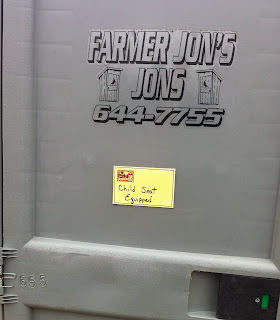 FARMER JON'S
JONS
644-7755
Child Seat
Equipped